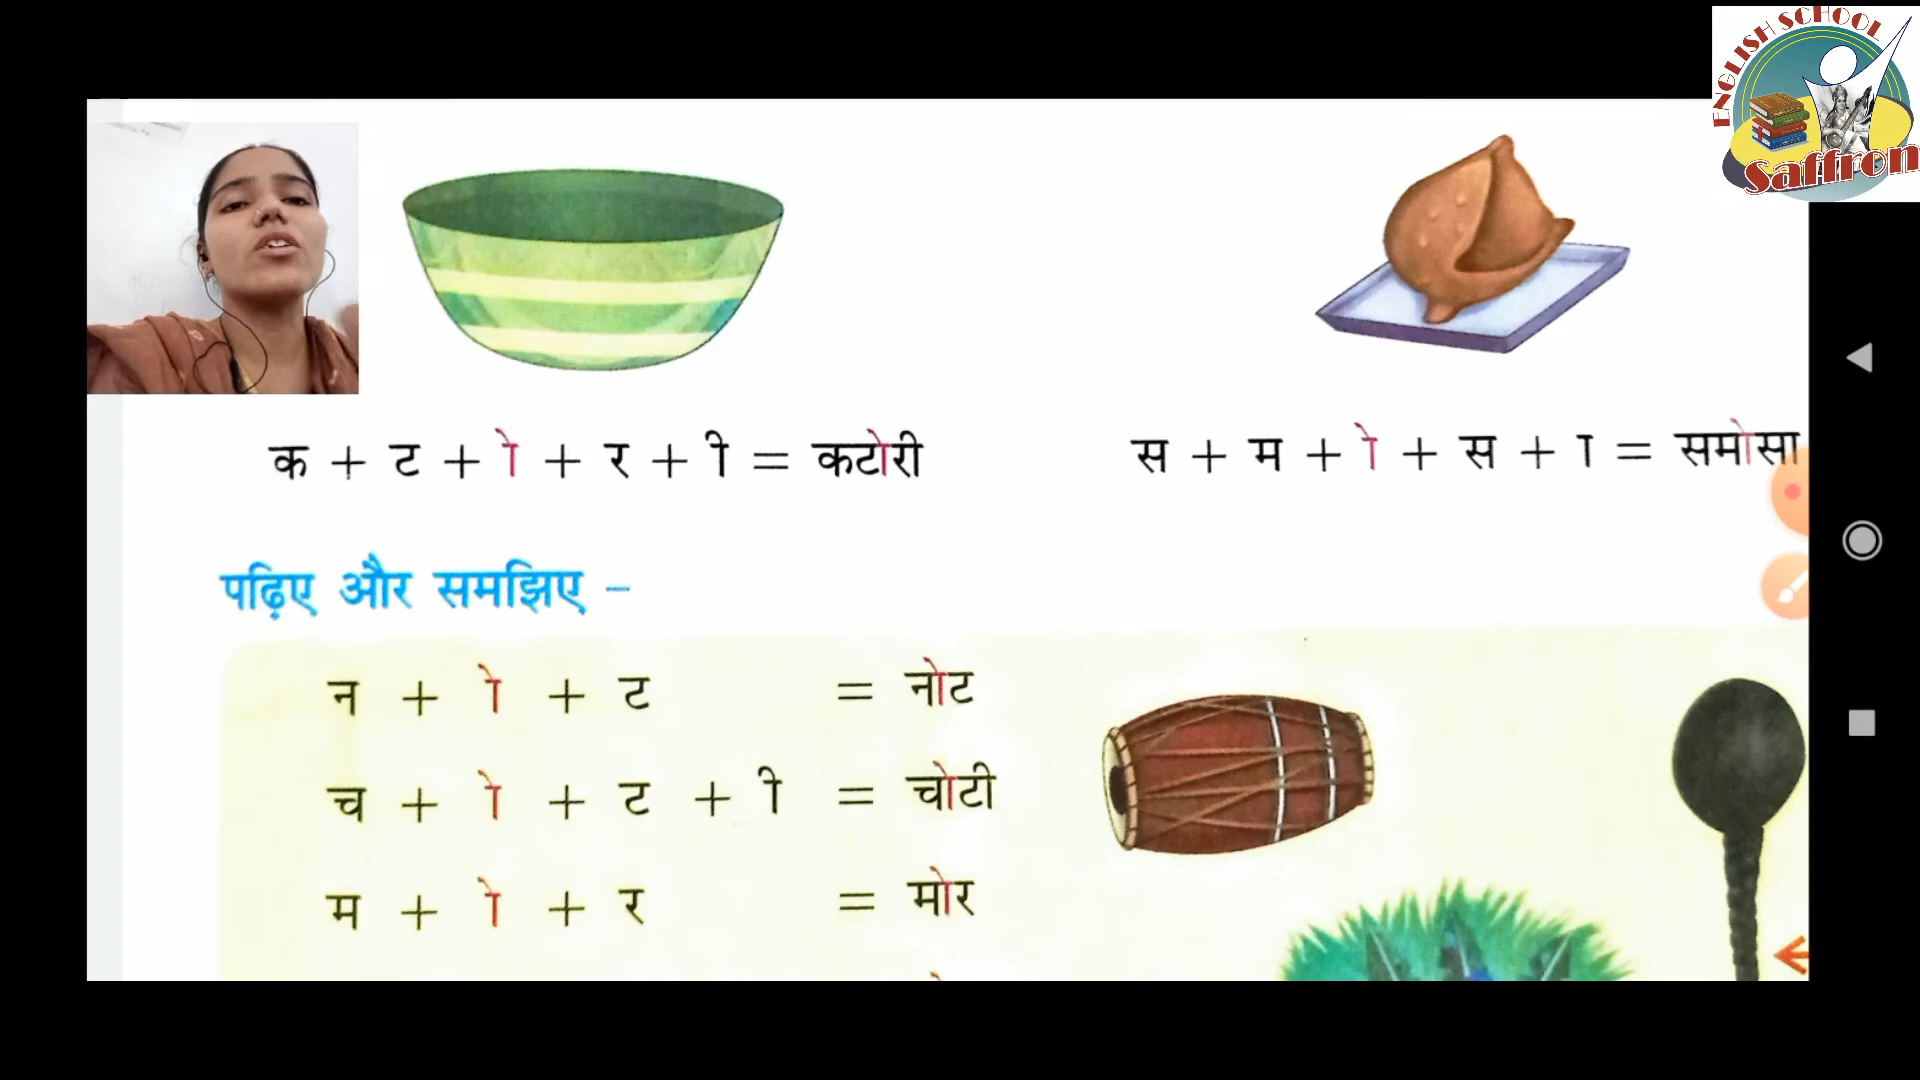 ENGLISH SCHOOL
Saffron
क + ट + ो + र + ी = कटोरी
स + म + ो + स + ा = समोसा
पढ़िए और समझिए –
न + ो + ट = नोट
च + ो + ट + ी = चोटी
म + ो + र = मोर